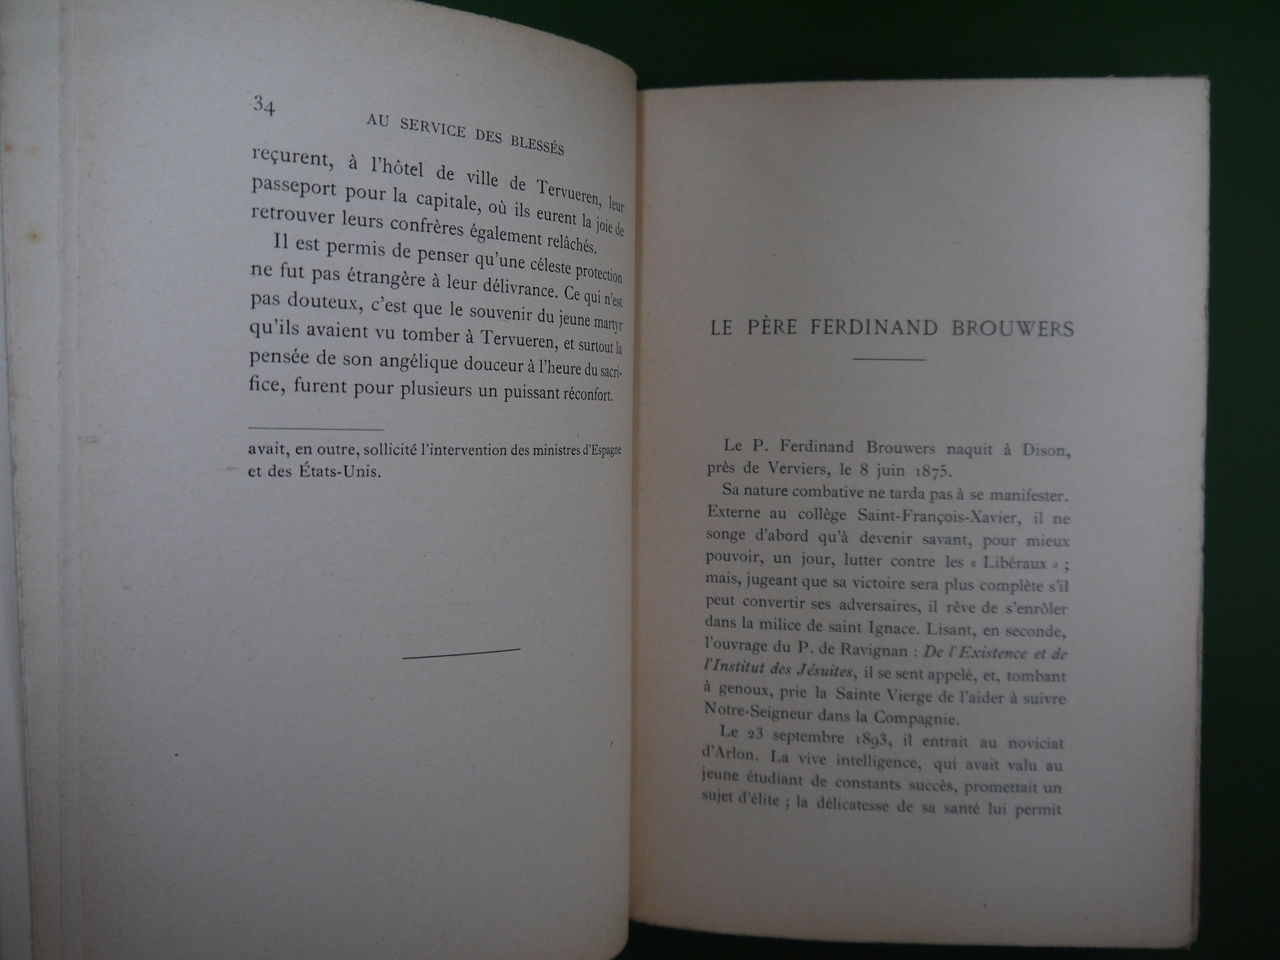 34
AU SERVICE DES BLESSÉS
reçurent, à l'hôtel de ville de Tervueren, leur
passeport pour la capitale, où ils eurent la joie de
retrouver leurs confrères également relâchés.
Il est permis de penser qu'une céleste protection
ne fut pas étrangère à leur délivrance. Ce qui n'est
pas douteux, c'est que le souvenir du jeune martyr
qu'ils avaient vu tomber à Tervueren, et surtout la
pensée de son angélique douceur à l'heure du sacri-
fice, furent pour plusieurs un puissant réconfort.
avait, en outre, sollicité l'intervention des ministres d'Espagne
et des États-Unis.
LE PÈRE FERDINAND BROUWERS
Le P. Ferdinand Brouwers naquit à Dison,
près de Verviers, le 8 juin 1875.
Sa nature combative ne tarda pas à se manifester.
Externe au collège Saint-François-Xavier, il ne
songe d'abord qu'à devenir savant, pour mieux
pouvoir, un jour, lutter contre les « Libéraux » ;
mais, jugeant que sa victoire sera plus complète s'il
peut convertir ses adversaires, il rêve de s'enrôler
dans la milice de saint Ignace. Lisant, en seconde,
l'ouvrage du P. de Ravignan : De l'Existence et de
l'Institut des Jésuites, il se sent appelé, et, tombant
à genoux, prie la Sainte Vierge de l'aider à suivre
Notre-Seigneur dans la Compagnie.
Le 23 septembre 1893, il entrait au noviciat
d'Arlon. La vive intelligence, qui avait valu au
jeune étudiant de constants succès, promettait un
sujet d'élite ; la délicatesse de sa santé lui permit